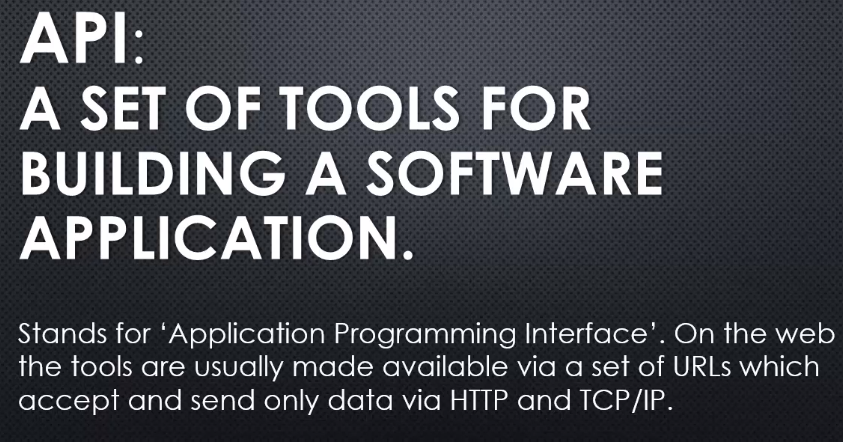 API:
A SET OF TOOLS FOR
BUILDING A SOFTWARE
APPLICATION.
Stands for ‘Application Programming Interface’. On the web
the tools are usually made available via a set of URLs which
accept and send only data via HTTP and TCP/IP.